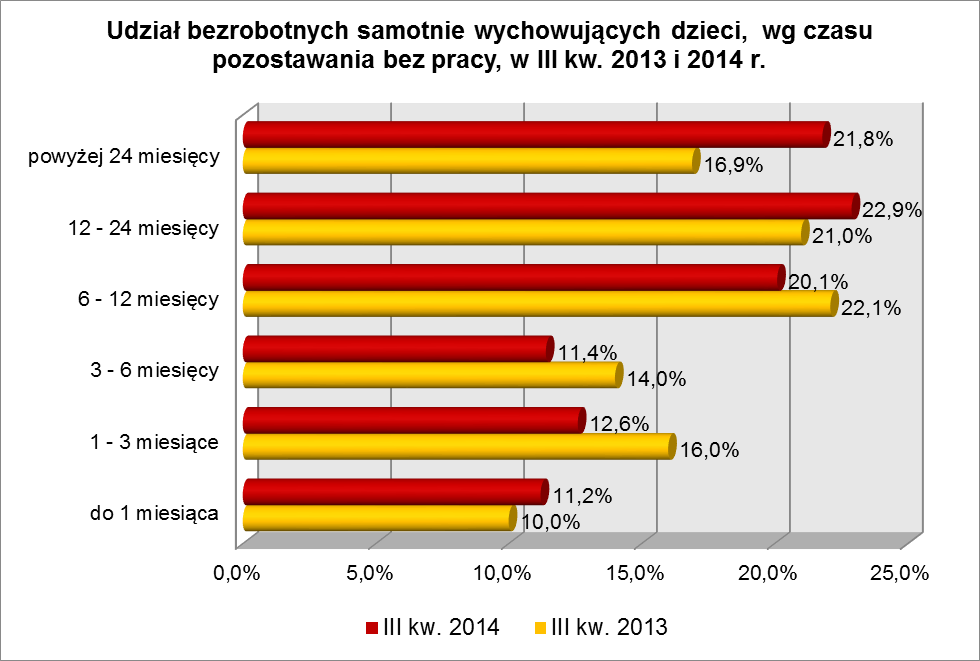 Udział bezrobotnych samotnie wychowujących dzieci, wg czasu
pozostawania bez pracy, w III kw. 2013 i 2014 r.
powyżej 24 miesięcy
21,8%
16,9%
12 - 24 miesięcy
22,9%
21,0%
6 - 12 miesięcy
20,1%
22,1%
3 - 6 miesięcy
11,4%
14,0%
1 - 3 miesiące
12,6%
16,0%
do 1 miesiąca
11,2%
10,0%
0,0% 5,0% 10,0% 15,0% 20,0% 25,0%
III kw. 2014 III kw. 2013